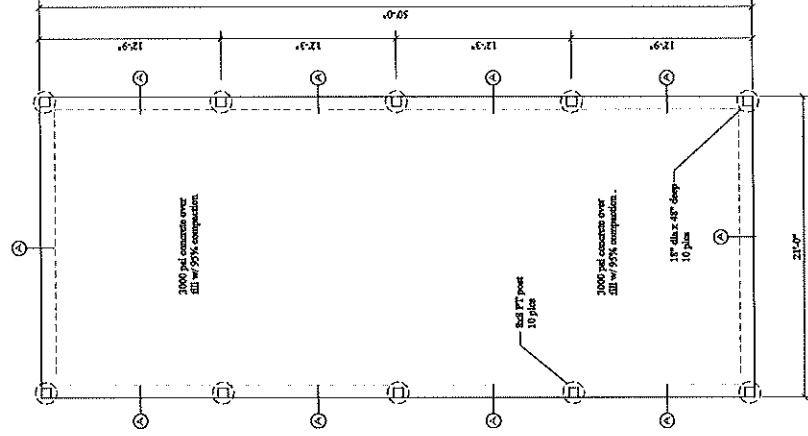 50'-0"
12'-9"
12'-3"
12'-3"
12'-9"
A
A
A
A
A
3000 psi concrete over
fill w/ 95% compaction
PT post
10 plcs
3000 psi concrete over
fill w/ 95% compaction.
18" dia x 48" deep
10 plcs
A
A
A
A
A
21'-0"